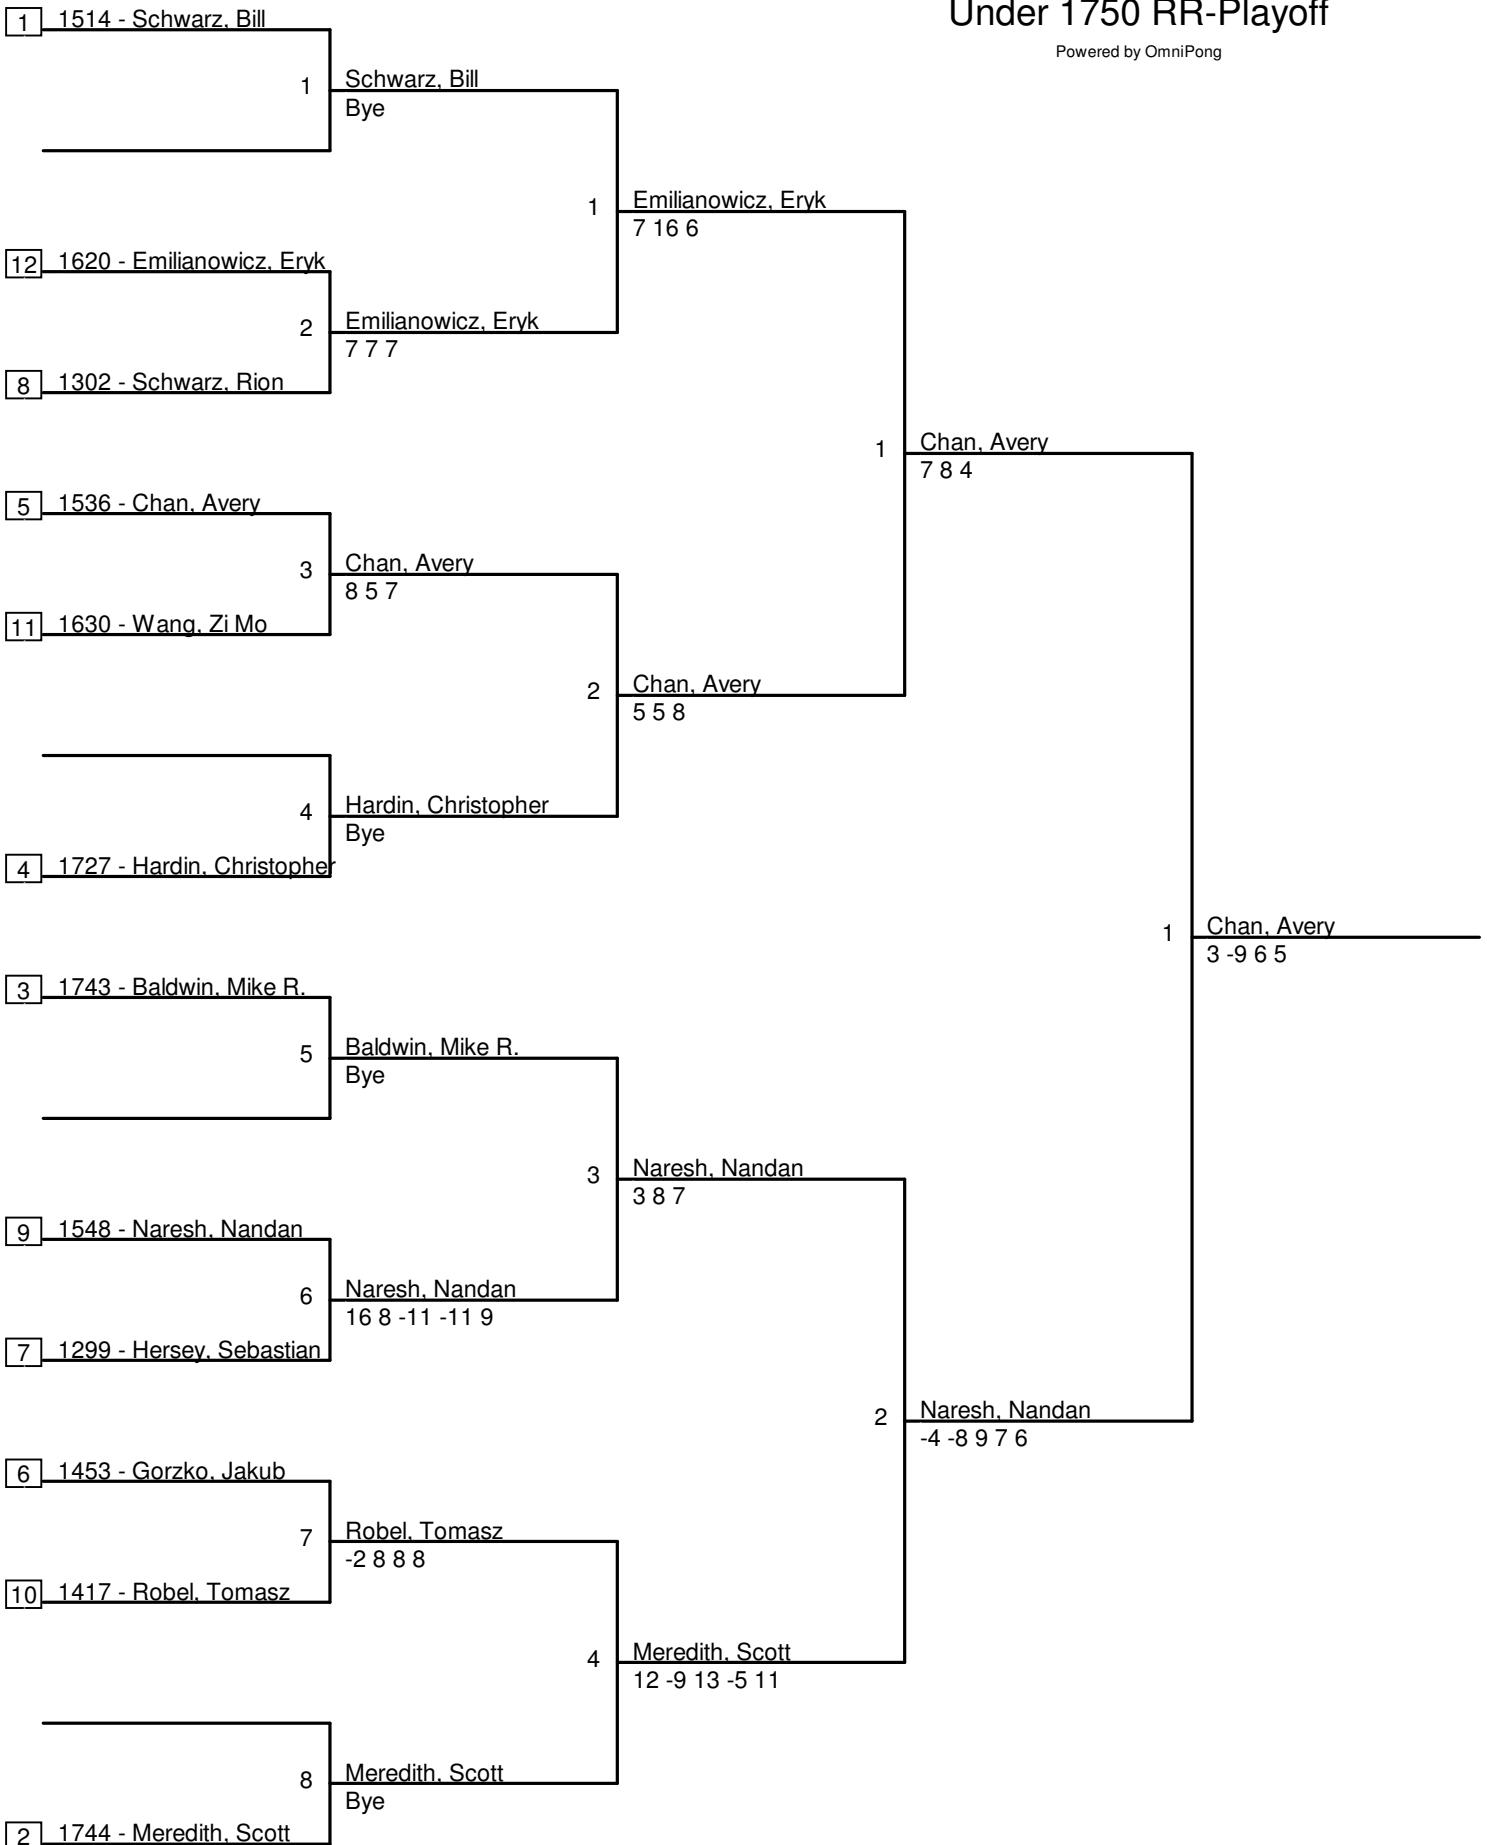 Under 1750 RR-Playoff
Powered by OmniPong
1 1514 - Schwarz, Bill
1 Schwarz, Bill
Bye
1 Emilianowicz, Eryk
7 16 6
12 1620 - Emilianowicz, Eryk
2 Emilianowicz, Eryk
7 7 7
8 1302 - Schwarz, Rion
1 Chan, Avery
7 8 4
5 1536 - Chan, Avery
3 Chan, Avery
8 5 7
11 1630 - Wang, Zi Mo
2 Chan, Avery
5 5 8
4 Hardin, Christopher
Bye
4 1727 - Hardin, Christopher
1 Chan, Avery
3 -9 6 5
3 1743 - Baldwin, Mike R.
5 Baldwin, Mike R.
Bye
3 Naresh, Nandan
3 8 7
9 1548 - Naresh, Nandan
6 Naresh, Nandan
16 8 -11 -11 9
7 1299 - Hersey, Sebastian
2 Naresh, Nandan
-4 -8 9 7 6
6 1453 - Gorzko, Jakub
7 Robel, Tomasz
-2 8 8 8
10 1417 - Robel, Tomasz
4 Meredith, Scott
12 -9 13 -5 11
8 Meredith, Scott
Bye
2 1744 - Meredith, Scott